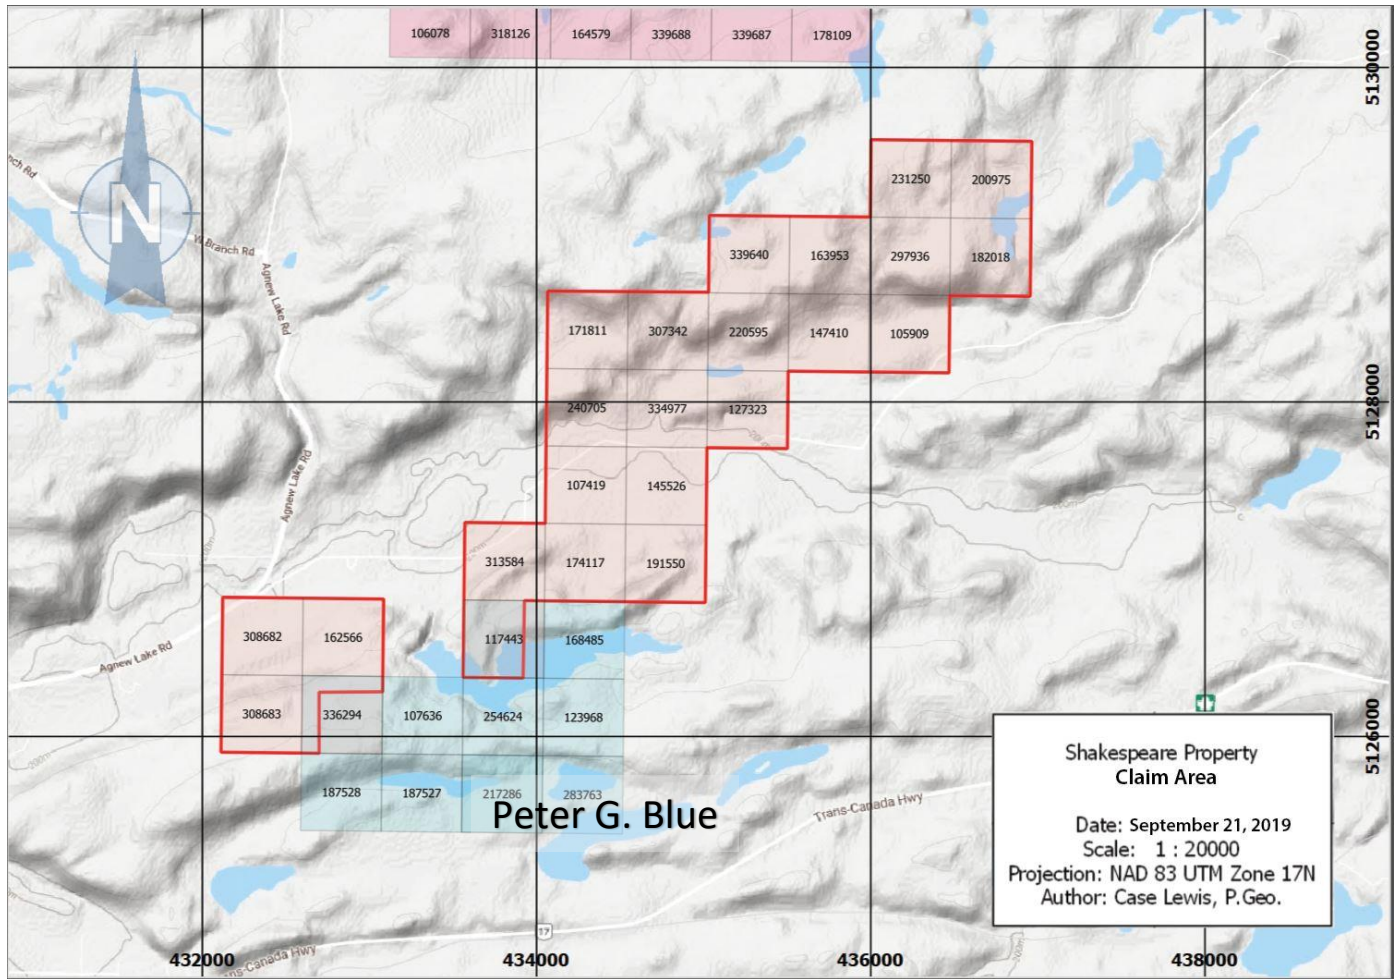 106078 318126 164579 339688 339687 178109
5130000
nch Rd
231250 200975
N
W Branch Rd
339640 163953 297936 182018
Agnew Lake Rd
171811 307342 220595 147410 105909
240705 334977 127323
5128000
Agnew Lake Rd
107419 145526
313584 174117 191550
308682 162566 117443 168485
Agnew Lake Rd
308683 336294 107636 254624 123968
5126000
200m
187528 187527 217286 283763
Peter G. Blue
Trans-Canada Hwy
Shakespeare Property
Claim Area
Date: September 21, 2019
Scale: 1 : 20000
Projection: NAD 83 UTM Zone 17N
Author: Case Lewis, P.Geo.
17
ns-Canada Hwy
200m
432000 434000 436000 438000